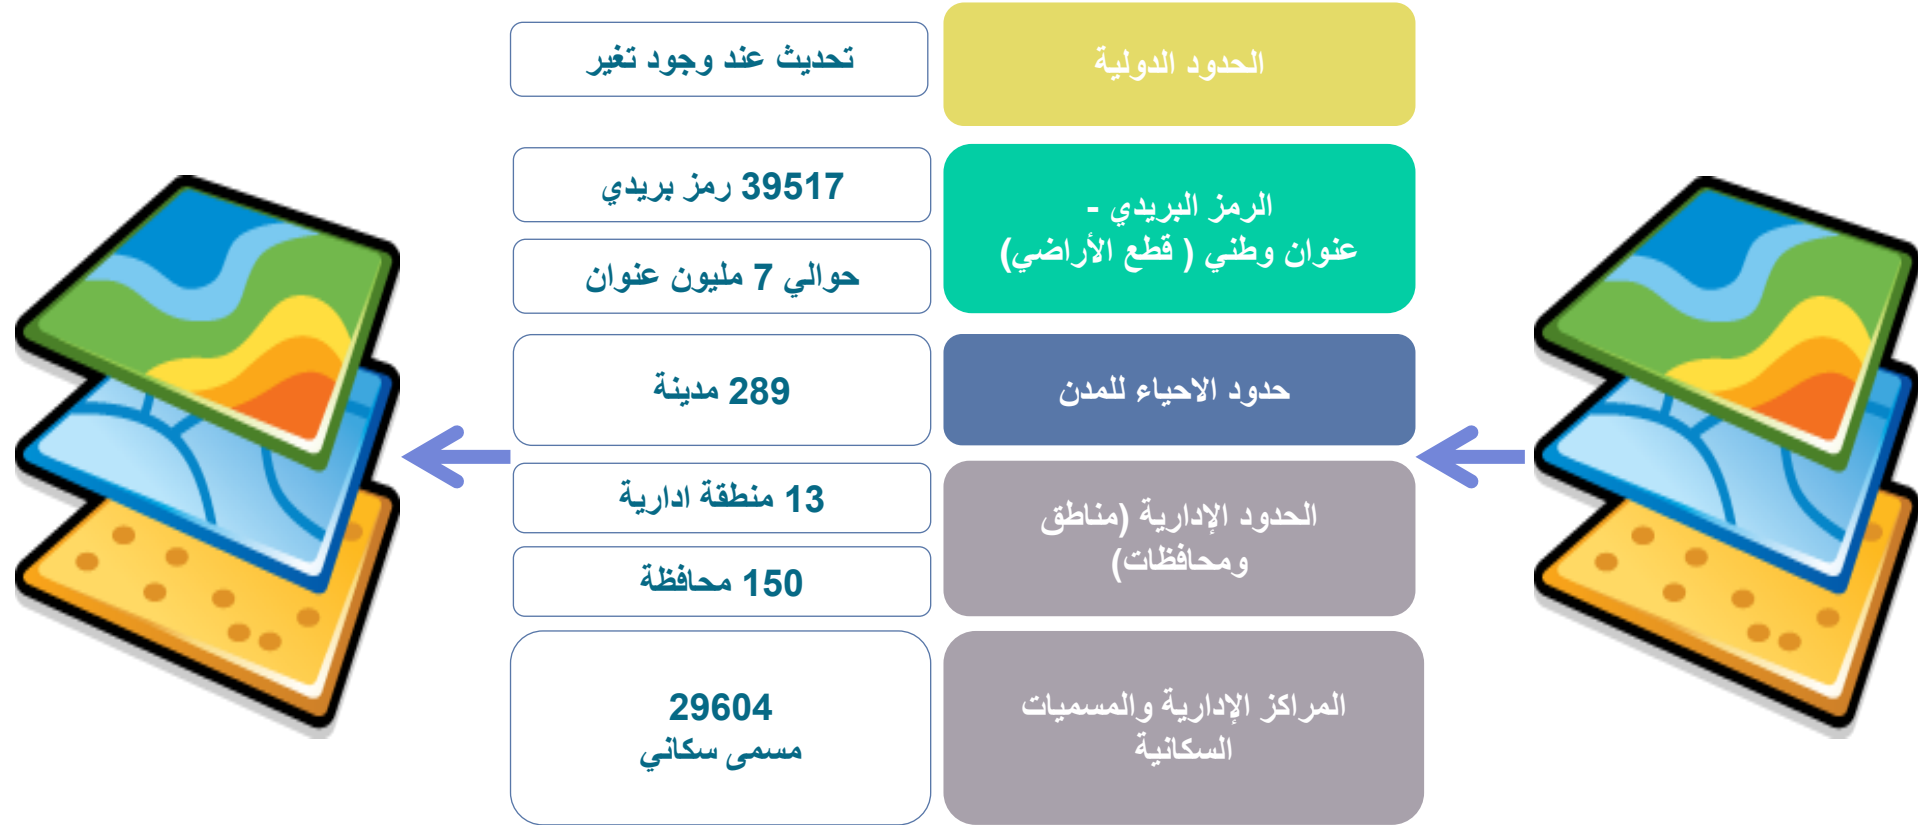 الحدود الدولية
تحديث عند وجود تغير
الرمز البريدي -
عنوان وطني ( قطع الأراضي)
39517 رمز بريدي
حوالي 7 مليون عنوان
حدود الاحياء للمدن
289 مدينة
الحدود الإدارية (مناطق
ومحافظات)
13 منطقة ادارية
150 محافظة
المراكز الإدارية والمسميات
السكانية
29604
مسمى سكاني